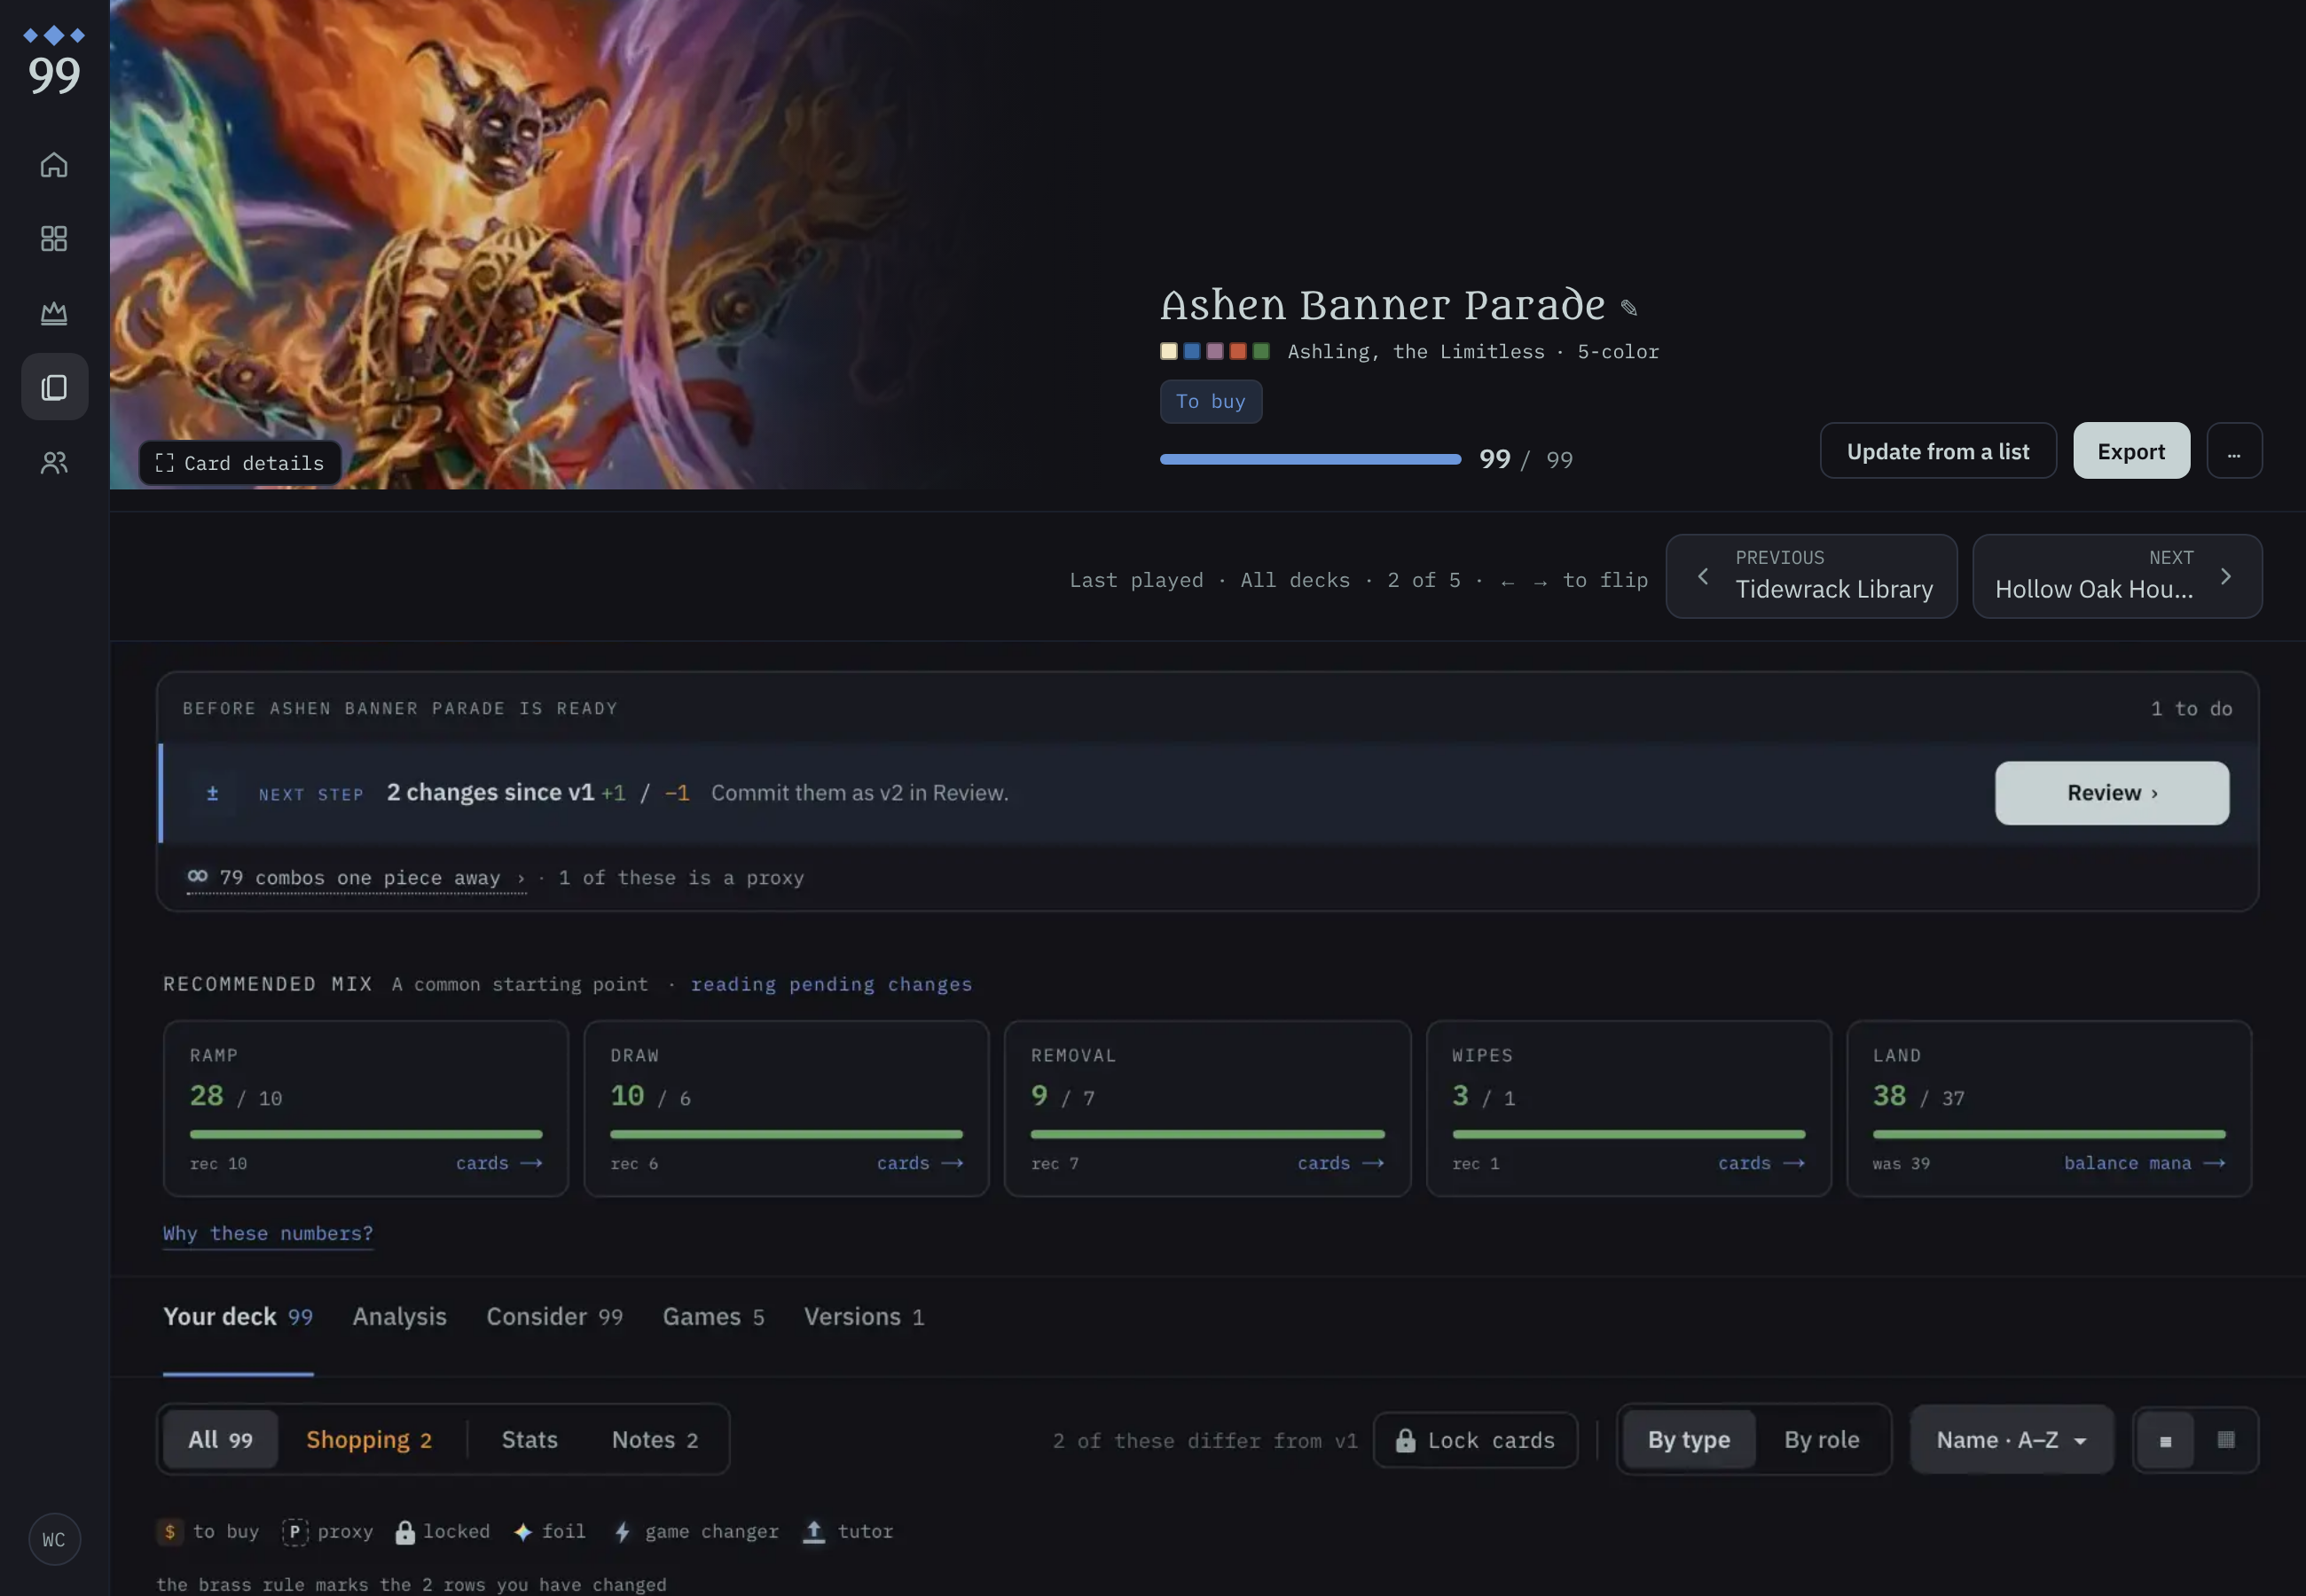 99
Ashen Banner Parade ✎
Ashling, the Limitless · 5-color
To buy
Card details
99 / 99
Update from a list
Export
…
Last played · All decks · 2 of 5 · ← → to flip
PREVIOUS
Tidewrack Library
NEXT
Hollow Oak Hou…
BEFORE ASHEN BANNER PARADE IS READY
1 to do
± NEXT STEP 2 changes since v1 +1 / −1 Commit them as v2 in Review.
Review ›
∞ 79 combos one piece away › · 1 of these is a proxy
RECOMMENDED MIX A common starting point · reading pending changes
RAMP
28 / 10
rec 10 cards →
DRAW
10 / 6
rec 6 cards →
REMOVAL
9 / 7
rec 7 cards →
WIPES
3 / 1
rec 1 cards →
LAND
38 / 37
was 39 balance mana →
Why these numbers?
Your deck 99 Analysis Consider 99 Games 5 Versions 1
All 99 Shopping 2 Stats Notes 2
2 of these differ from v1 Lock cards By type By role Name · A–Z
$ to buy P proxy locked foil game changer tutor
the brass rule marks the 2 rows you have changed
WC